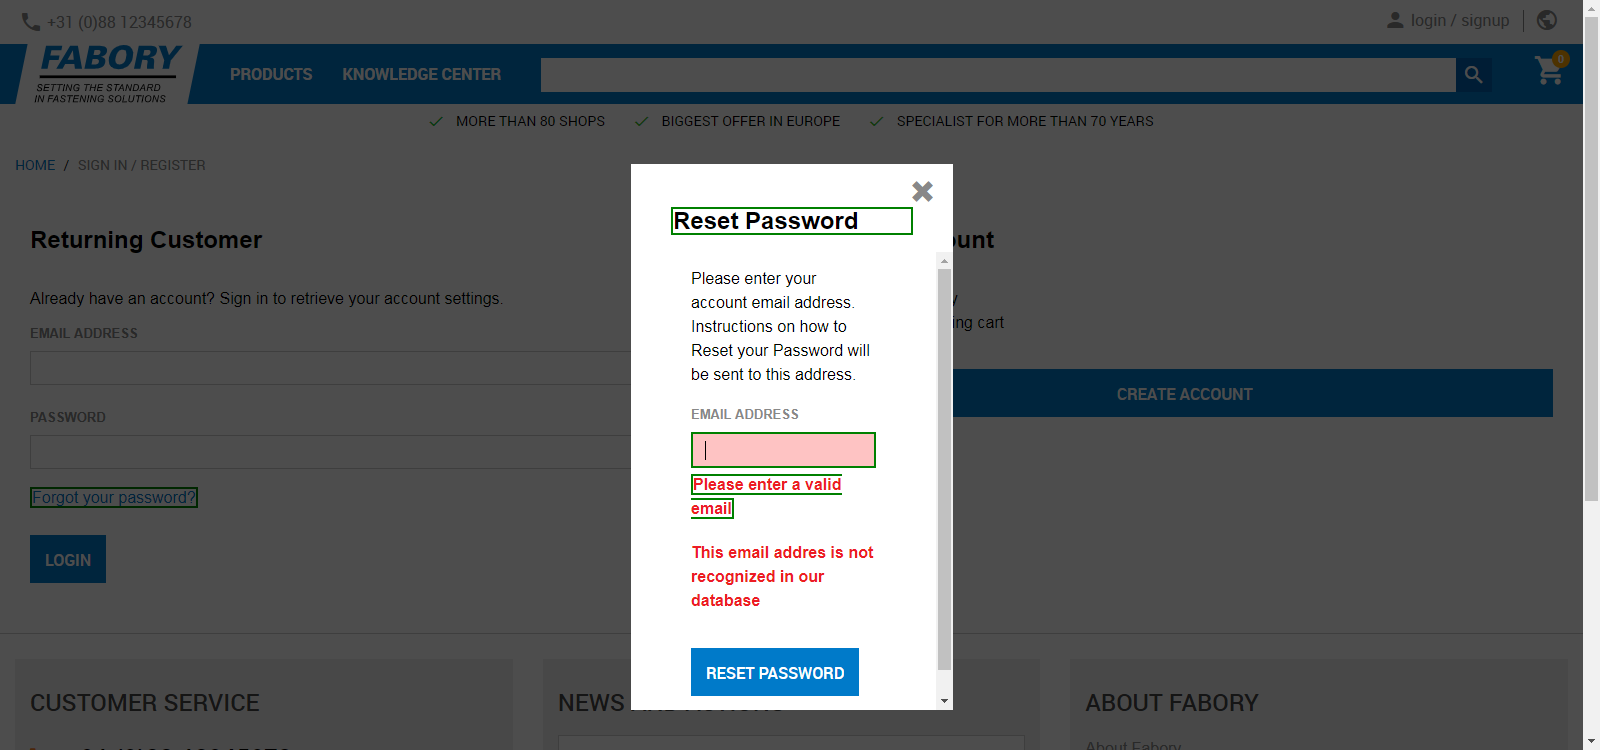 +31 (0)88 12345678
login / signup
FABORY
SETTING THE STANDARD
IN FASTENING SOLUTIONS
PRODUCTS
KNOWLEDGE CENTER
0
MORE THAN 80 SHOPS
BIGGEST OFFER IN EUROPE
SPECIALIST FOR MORE THAN 70 YEARS
HOME / SIGN IN / REGISTER
Returning Customer
Already have an account? Sign in to retrieve your account settings.
EMAIL ADDRESS
PASSWORD
Forgot your password?
LOGIN
Reset Password
Please enter your
account email address.
Instructions on how to
Reset your Password will
be sent to this address.
EMAIL ADDRESS
Please enter a valid
email
This email addres is not
recognized in our
database
RESET PASSWORD
ing cart
CREATE ACCOUNT
CUSTOMER SERVICE
NEWS
ABOUT FABORY
About Fabory